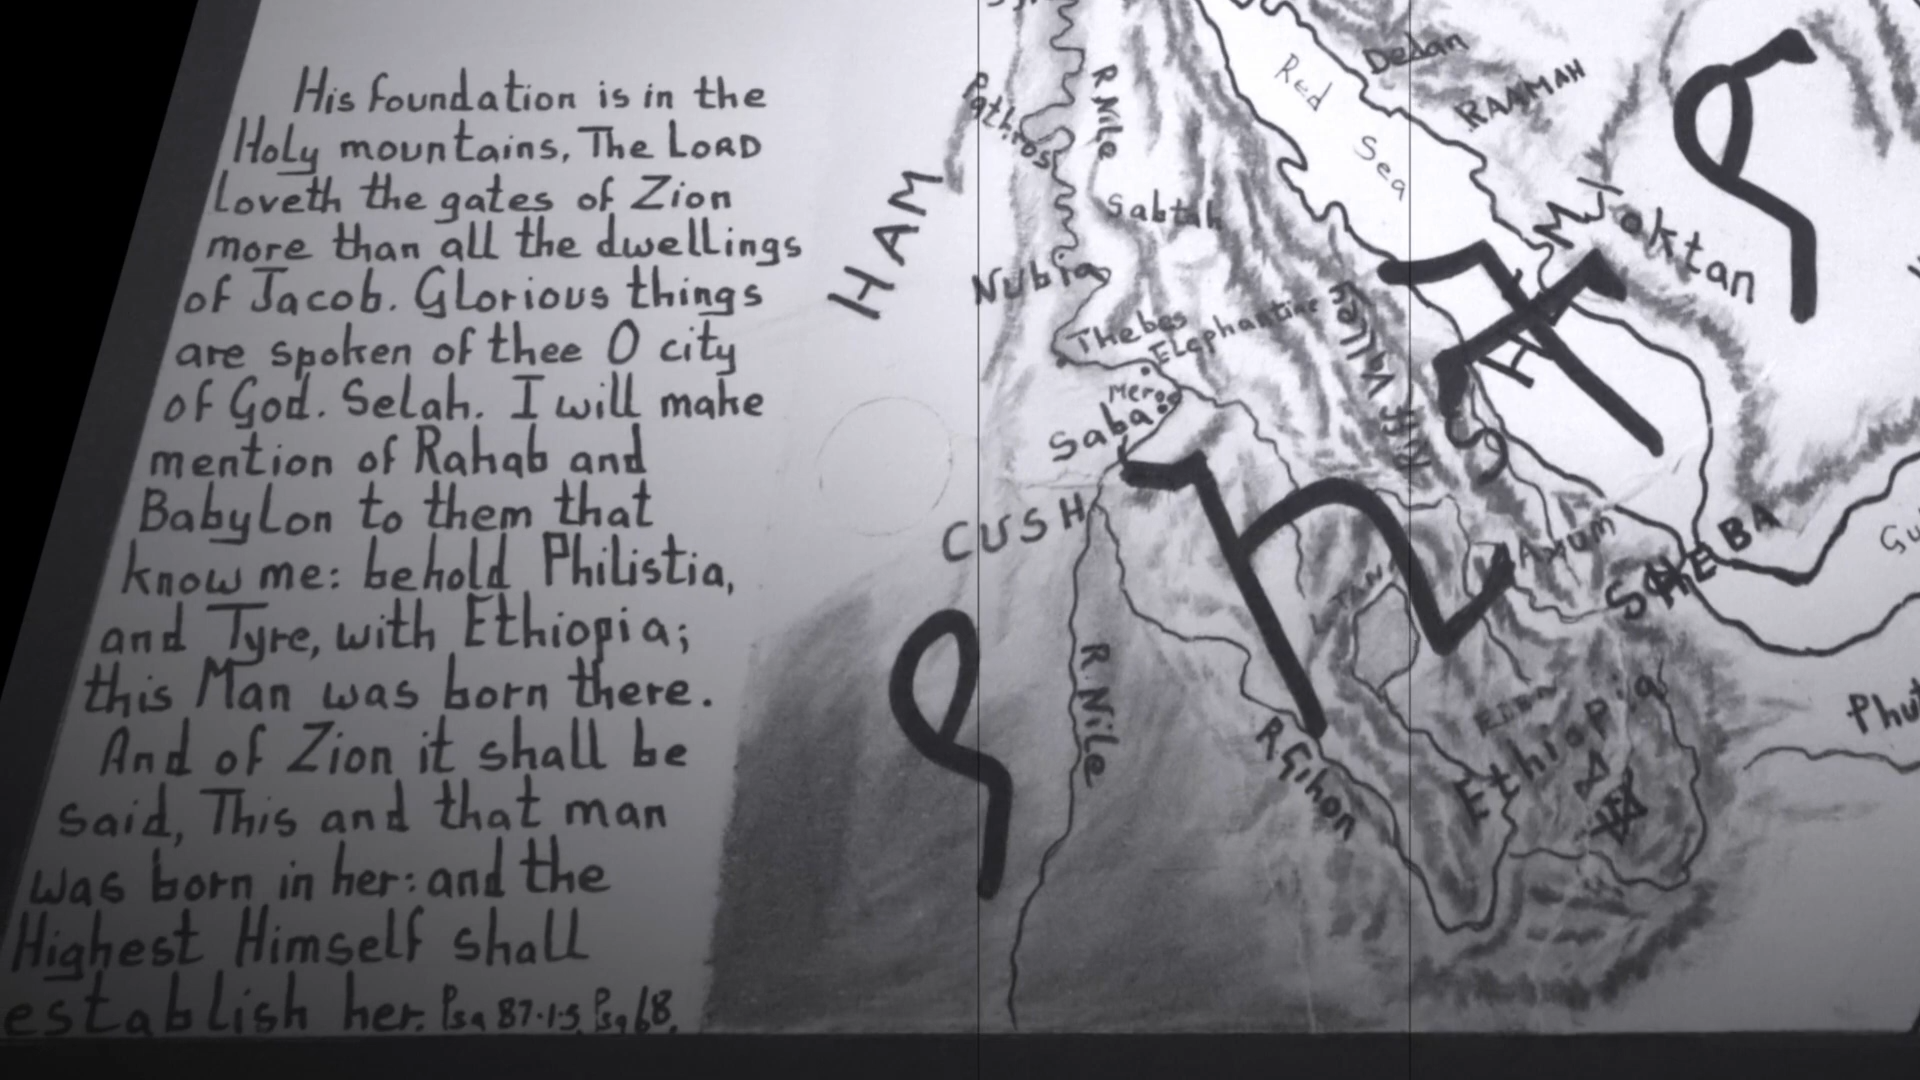 His foundation is in the
Holy mountains, The LORD
Loveth the gates of Zion
more than all the dwellings
of Jacob. Glorious things
are spoken of thee O city
of God. Selah. I will make
mention of Rahab and
Babylon to them that
know me: behold Philistia,
and Tyre, with Ethiopia;
this Man was born there.
And of Zion it shall be
said, This and that man
was born in her: and the
Highest Himself shall
establish her. Psa 87·1-5 Psa 68.
HAM
Pathros
R Nile
Red Sea
Dedan
RAAMAH
Sabtah
Joktan
Nubia
Thebes
Elephantine
Rift Valley
Meroe
Saba
CUSH
AXUM
SHEBA
TANA
R Nile
R Gihon
Ethiopia
Phut